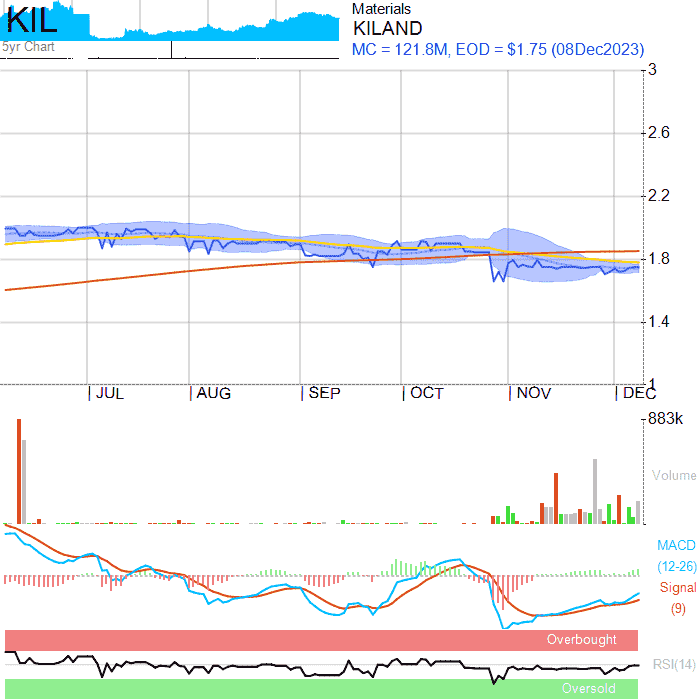 KIL
5yr Chart
Materials
KILAND
MC = 121.8M, EOD = $1.75 (08Dec2023)
3
2.6
2.2
1.8
1.4
1
JUL AUG SEP OCT NOV DEC
883k
Volume
MACD
(12-26)
Signal
(9)
Overbought
RSI(14)
Oversold